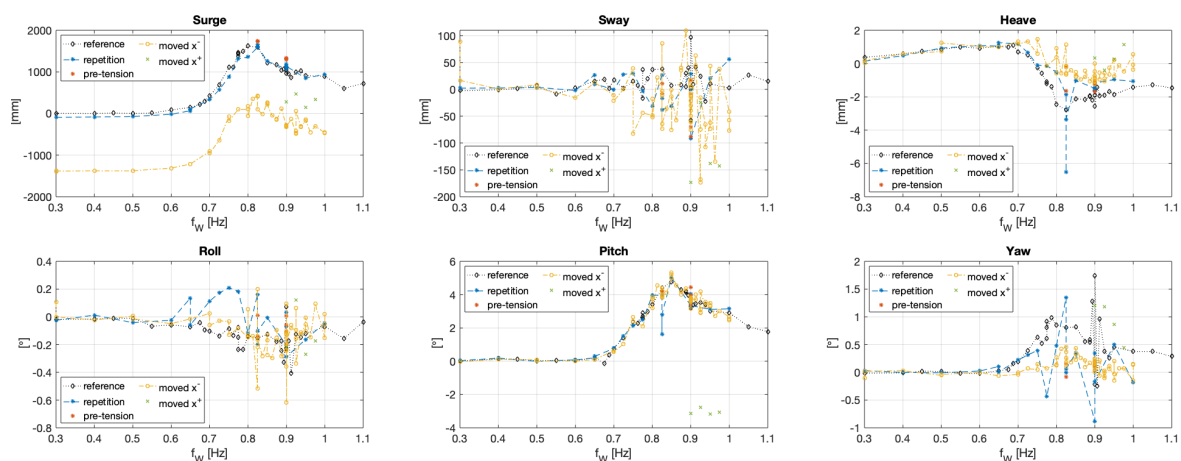 Surge
2000
1000
0
-1000
-2000
[mm]
reference
repetition
pre-tension
moved x⁻
moved x⁺
0.3 0.4 0.5 0.6 0.7 0.8 0.9 1 1.1
f_W [Hz]
Sway
100
50
0
-50
-100
-150
-200
[mm]
reference
repetition
pre-tension
moved x⁻
moved x⁺
0.3 0.4 0.5 0.6 0.7 0.8 0.9 1 1.1
f_W [Hz]
Heave
2
0
-2
-4
-6
-8
[mm]
reference
repetition
pre-tension
moved x⁻
moved x⁺
0.3 0.4 0.5 0.6 0.7 0.8 0.9 1 1.1
f_W [Hz]
Roll
0.4
0.2
0
-0.2
-0.4
-0.6
-0.8
[°]
reference
repetition
pre-tension
moved x⁻
moved x⁺
0.3 0.4 0.5 0.6 0.7 0.8 0.9 1 1.1
f_W [Hz]
Pitch
6
4
2
0
-2
-4
[°]
reference
repetition
pre-tension
moved x⁻
moved x⁺
0.3 0.4 0.5 0.6 0.7 0.8 0.9 1 1.1
f_W [Hz]
Yaw
2
1.5
1
0.5
0
-0.5
-1
[°]
reference
repetition
pre-tension
moved x⁻
moved x⁺
0.3 0.4 0.5 0.6 0.7 0.8 0.9 1 1.1
f_W [Hz]